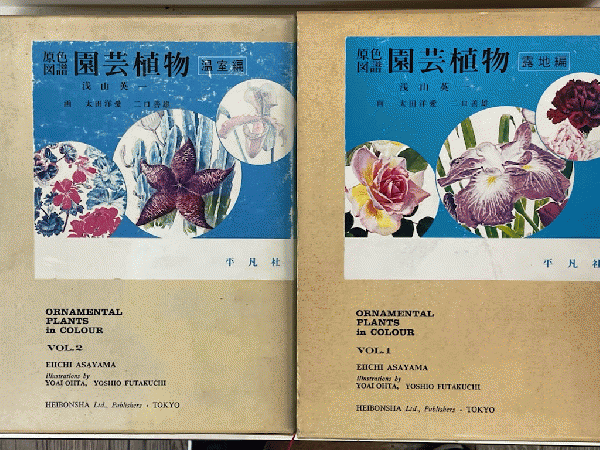 原色
図譜
園芸植物
温室編
浅山英一
画 太田洋愛 二口善雄
平凡社
ORNAMENTAL
PLANTS
in COLOUR
VOL.2
EIICHI ASAYAMA
Illustrations by
YOAI OHTA, YOSHIO FUTAKUCHI
HEIBONSHA Ltd., Publishers・TOKYO
原色
図譜
園芸植物
露地編
浅山英一
画 太田洋愛 二口善雄
平凡社
ORNAMENTAL
PLANTS
in COLOUR
VOL.1
EIICHI ASAYAMA
Illustrations by
YOAI OHTA, YOSHIO FUTAKUCHI
HEIBONSHA Ltd., Publishers・TOKYO